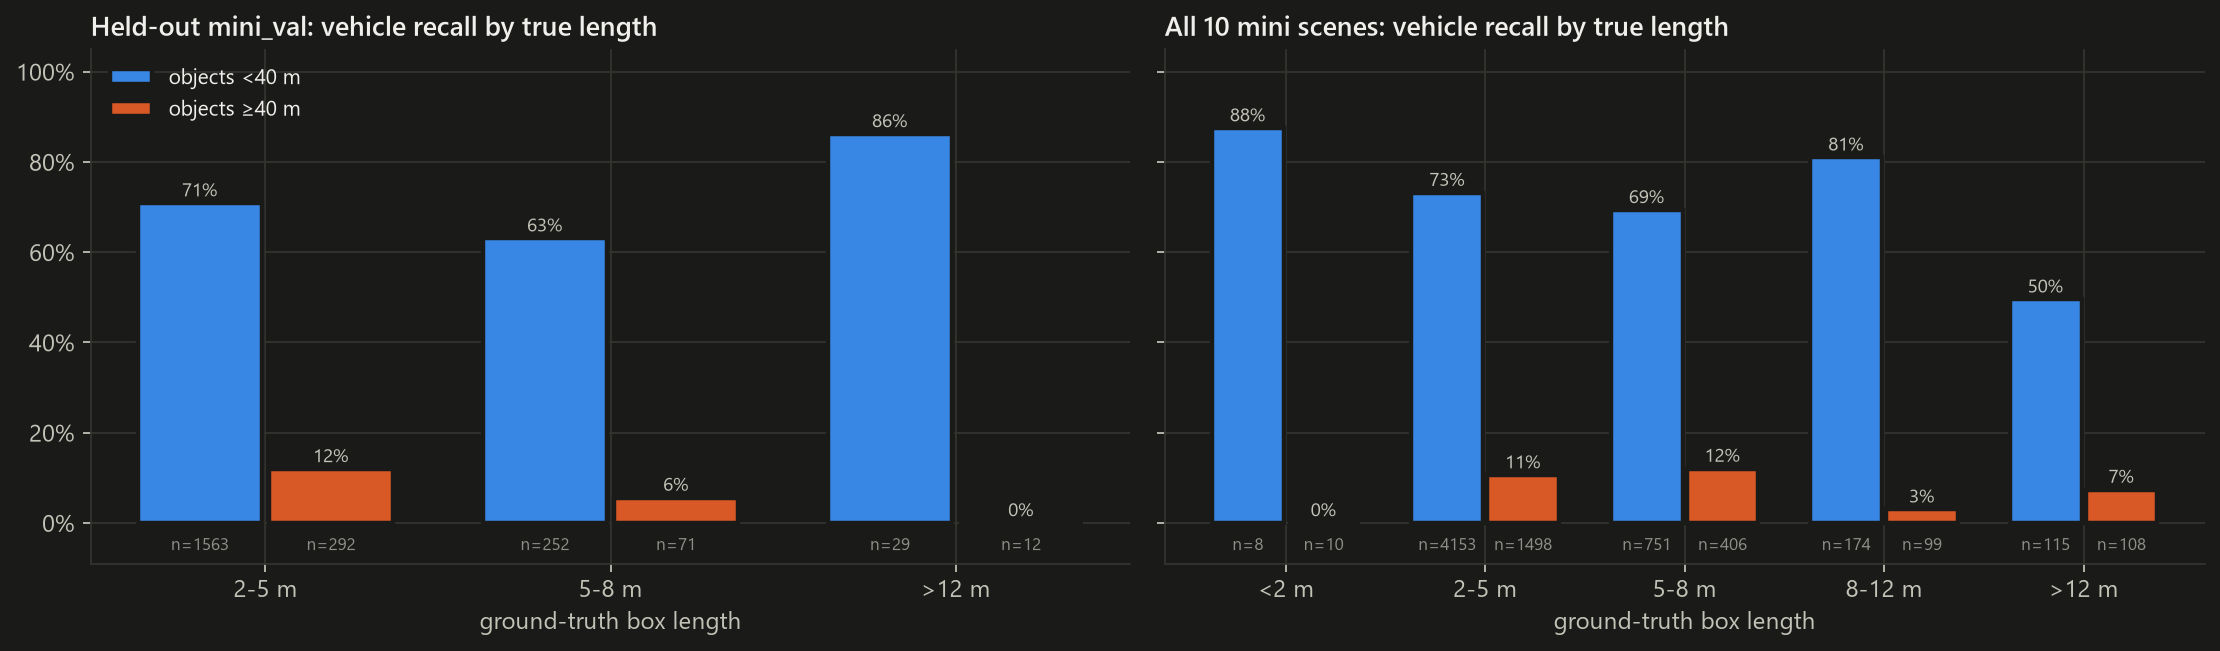 Held-out mini_val: vehicle recall by true length
objects <40 m
objects ≥40 m
100%
80%
60%
40%
20%
0%
71%
12%
63%
6%
86%
0%
n=1563
n=292
n=252
n=71
n=29
n=12
2-5 m
5-8 m
>12 m
ground-truth box length
All 10 mini scenes: vehicle recall by true length
88%
0%
73%
11%
69%
12%
81%
3%
50%
7%
n=8
n=10
n=4153
n=1498
n=751
n=406
n=174
n=99
n=115
n=108
<2 m
2-5 m
5-8 m
8-12 m
>12 m
ground-truth box length